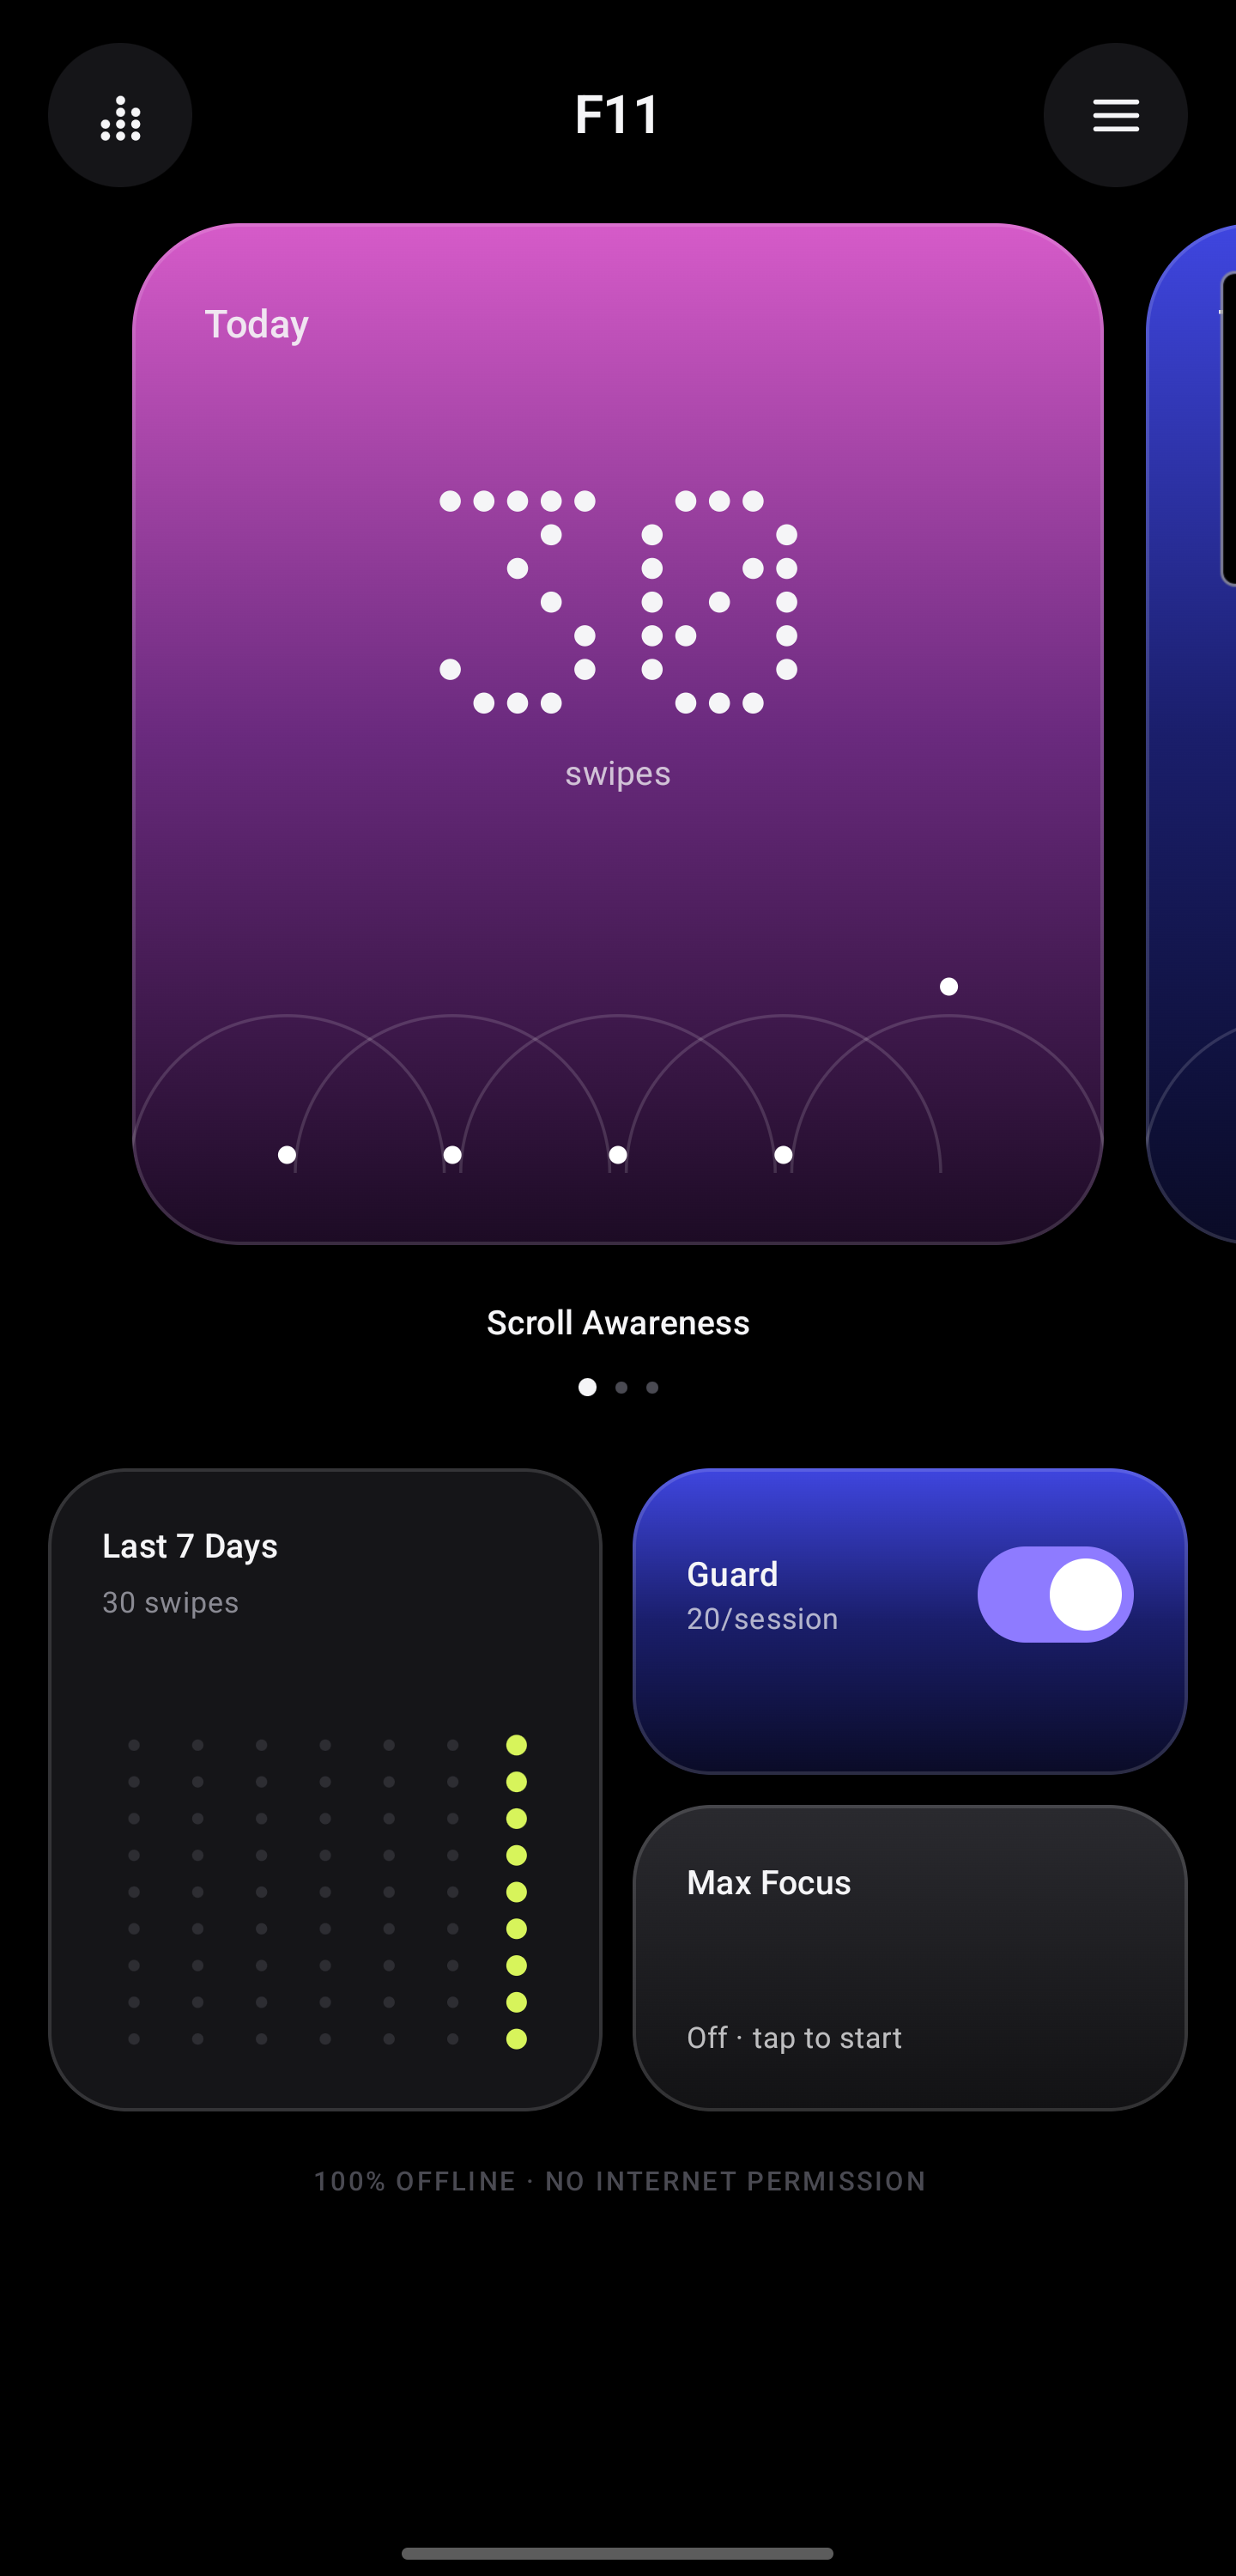 F11
Today
30
swipes
Scroll Awareness
Last 7 Days
30 swipes
Guard
20/session
Max Focus
Off · tap to start
100% OFFLINE · NO INTERNET PERMISSION